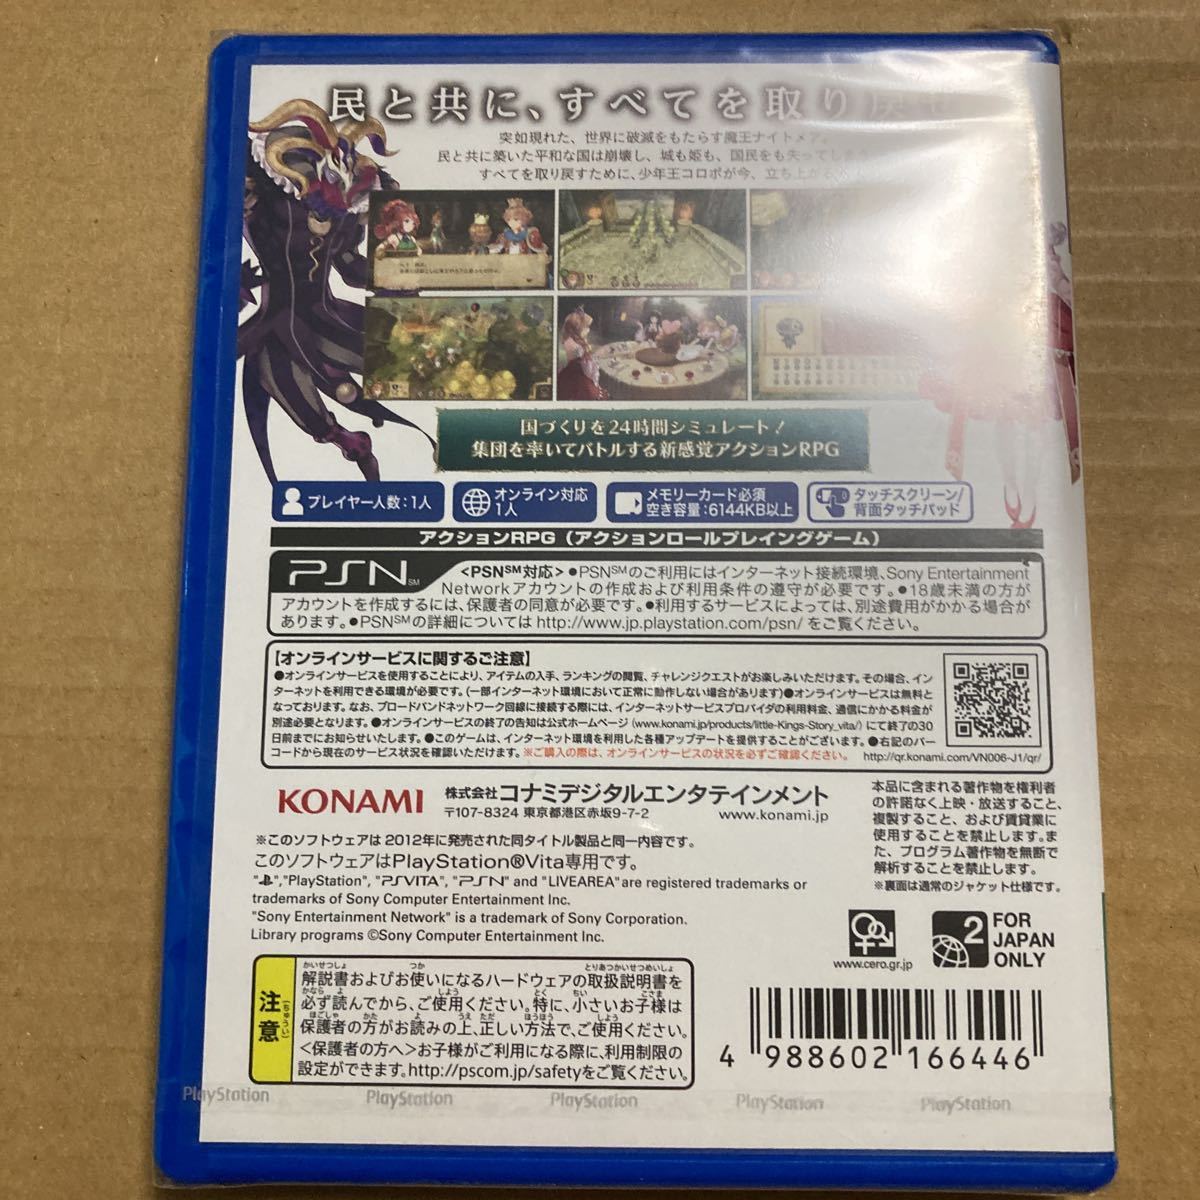 民と共に、すべてを取り戻せ
突如現れた、世界に破滅をもたらす魔王ナイトメア。
民と共に築いた平和な国は崩壊し、城も姫も、国民をも失ってしまう
すべてを取り戻すために、少年王コロボが今、立ち上がる
国づくりを24時間シミュレート!
集団を率いてバトルする新感覚アクションRPG
プレイヤー人数:1人
オンライン対応
1人
メモリーカード必須
空き容量:6144KB以上
タッチスクリーン/
背面タッチパッド
アクションRPG(アクションロールプレイングゲーム)
PSN℠
<PSN℠対応>●PSN℠のご利用にはインターネット接続環境、Sony Entertainment
Networkアカウントの作成および利用条件の遵守が必要です。●18歳未満の方が
アカウントを作成するには、保護者の同意が必要です。●利用するサービスによっては、別途費用がかかる場合が
あります。●PSN℠の詳細については http://www.jp.playstation.com/psn/ をご覧ください。
【オンラインサービスに関するご注意】
●オンラインサービスを使用することにより、アイテムの入手、ランキングの閲覧、チャレンジクエストがお楽しみいただけます。その場合、イン
ターネットを利用できる環境が必要です。(一部インターネット環境において正常に動作しない場合があります)●オンラインサービスは無料と
なっております。なお、ブロードバンドネットワーク回線に接続する際には、インターネットサービスプロバイダの利用料金、通信にかかる料金が
別途必要となります。●オンラインサービスの終了の告知は公式ホームページ(www.konami.jp/products/little-Kings-Story_vita/)にて終了の30
日前までにお知らせいたします。●このゲームは、インターネット環境を利用した各種アップデートを提供することがございます。●右記のバー
コードから現在のサービス状況を確認いただけます。※ご購入の際は、オンラインサービスの状況を必ずご確認ください。
http://qr.konami.com/VN006-J1/qr/
KONAMI
株式会社コナミデジタルエンタテインメント
〒107-8324 東京都港区赤坂9-7-2
www.konami.jp
本品に含まれる著作物を権利者
の許諾なく上映・放送すること、
複製すること、および賃貸業に
使用することを禁止します。ま
た、プログラム著作物を無断で
解析することを禁止します。
※裏面は通常のジャケット仕様です。
※このソフトウェアは 2012年に発売された同タイトル製品と同一内容です。
このソフトウェアはPlayStation®Vita専用です。
"PS","PlayStation", "PSVITA", "PSN" and "LIVEAREA" are registered trademarks or
trademarks of Sony Computer Entertainment Inc.
"Sony Entertainment Network" is a trademark of Sony Corporation.
Library programs ©Sony Computer Entertainment Inc.
www.cero.gr.jp
2
FOR
JAPAN
ONLY
注意
(ちゅうい)
解説書およびお使いになるハードウェアの取扱説明書を
必ず読んでから、ご使用ください。特に、小さいお子様は
保護者の方がお読みの上、正しい方法で、ご使用ください。
<保護者の方へ>お子様がご利用になる際に、利用制限の
設定ができます。http://pscom.jp/safetyをご覧ください。
4 988602 166446
PlayStation PlayStation PlayStation PlayStation PlayStation